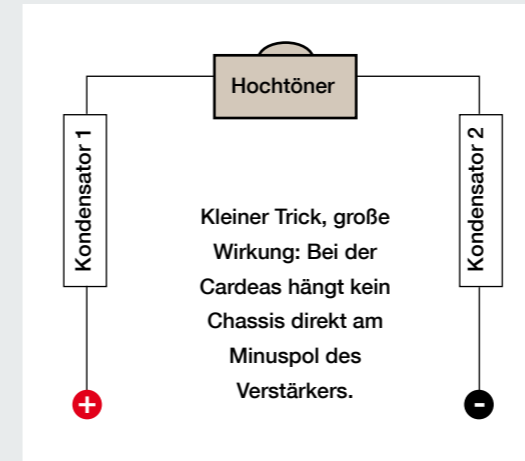 Hochtöner
Kondensator 1
Kondensator 2
Kleiner Trick, große
Wirkung: Bei der
Cardeas hängt kein
Chassis direkt am
Minuspol des
Verstärkers.
+
-